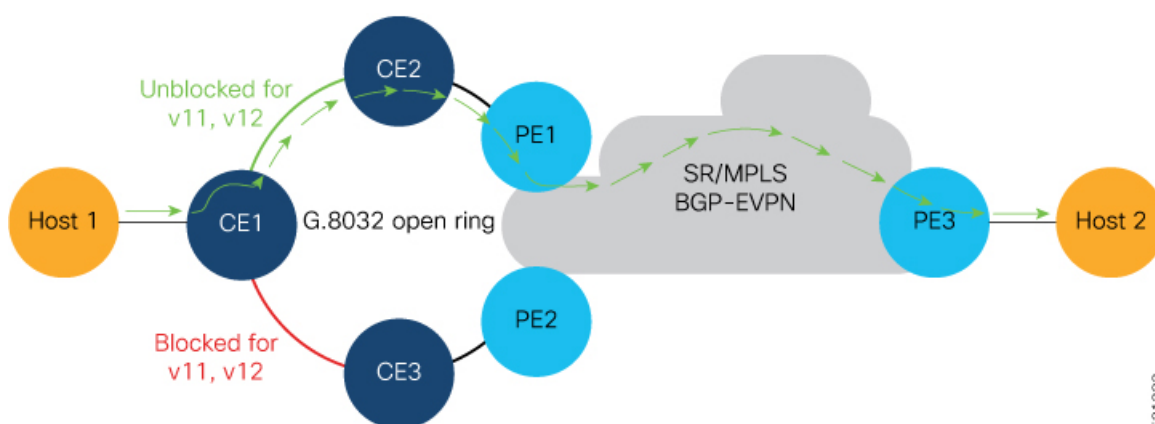 CE2
Unblocked for
v11, v12
PE1
SR/MPLS
BGP-EVPN
Host 1
CE1
G.8032 open ring
PE3
Host 2
PE2
Blocked for
v11, v12
CE3